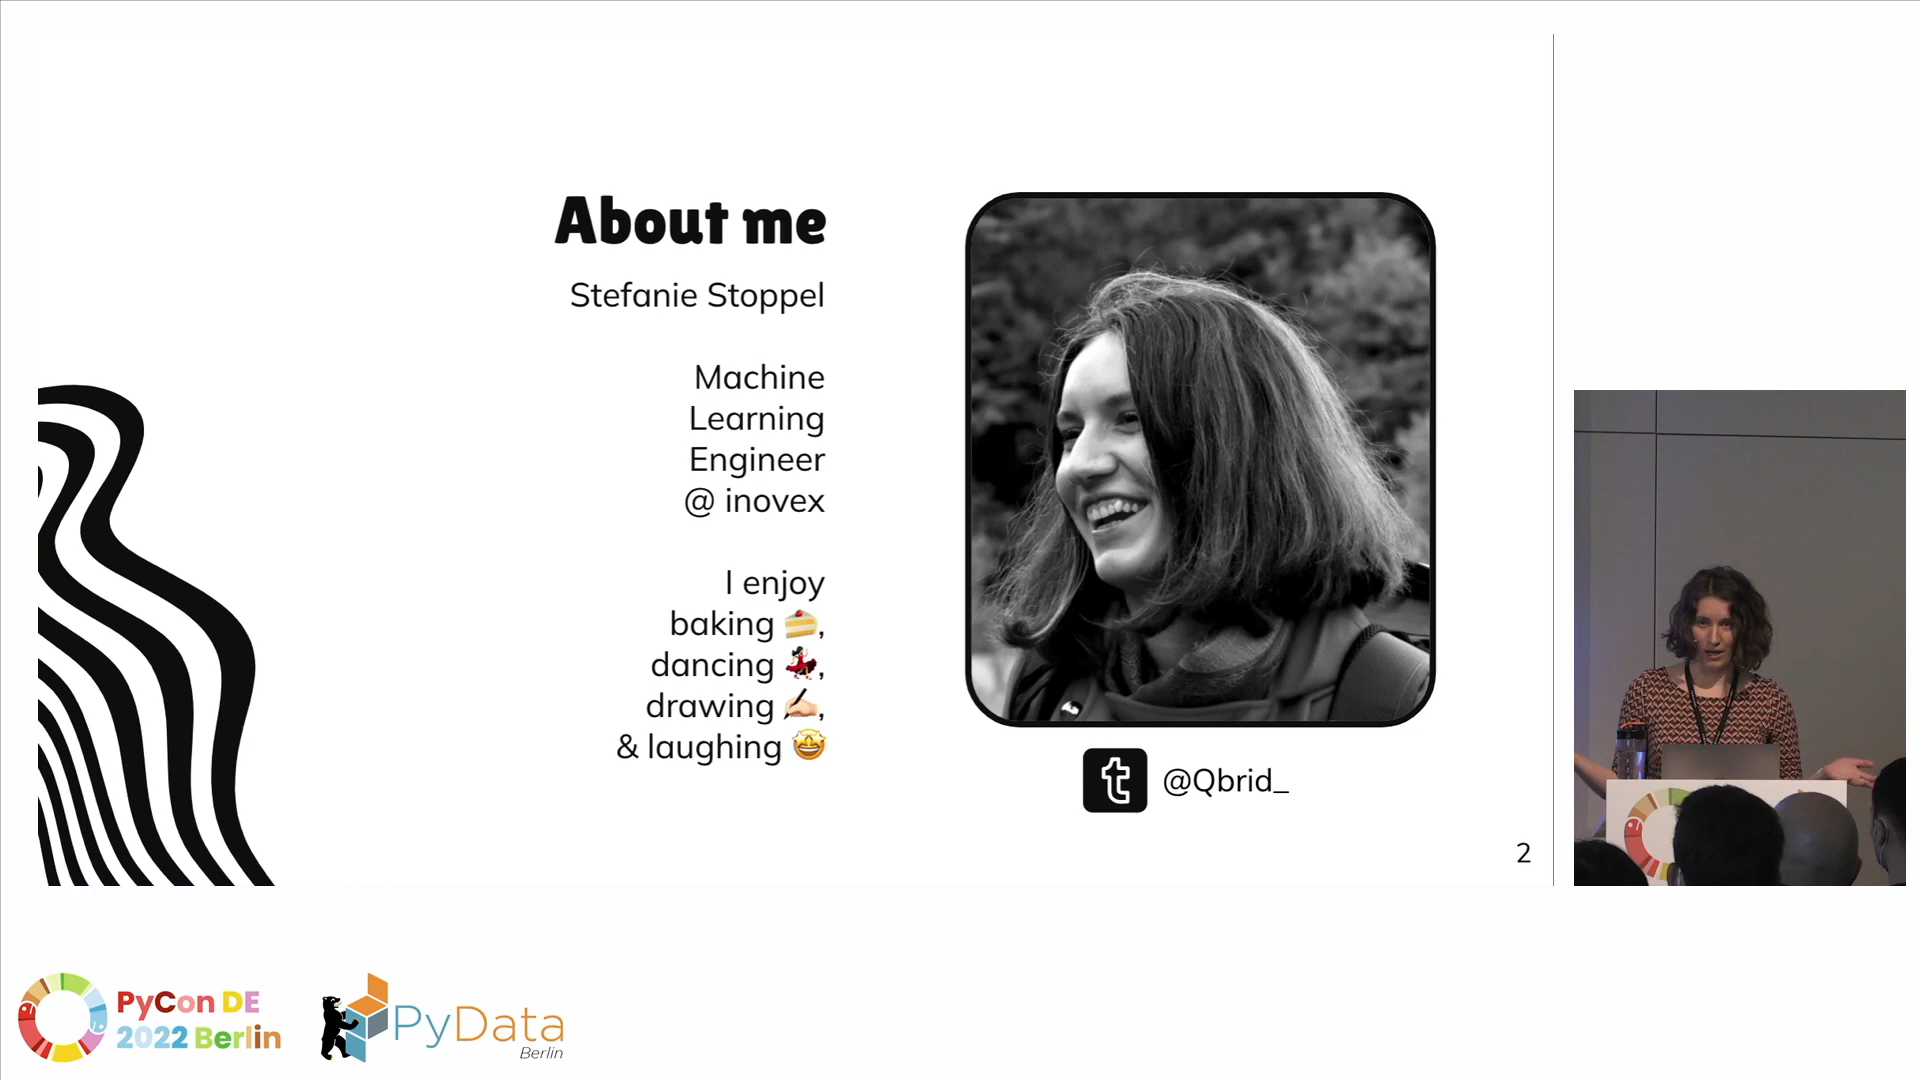 About me
Stefanie Stoppel
Machine
Learning
Engineer
@ inovex
I enjoy
baking 🍰,
dancing 💃🏻,
drawing ✍🏻,
& laughing 🤩
t @Qbrid_
2
PyCon DE
2022 Berlin
PyData
Berlin